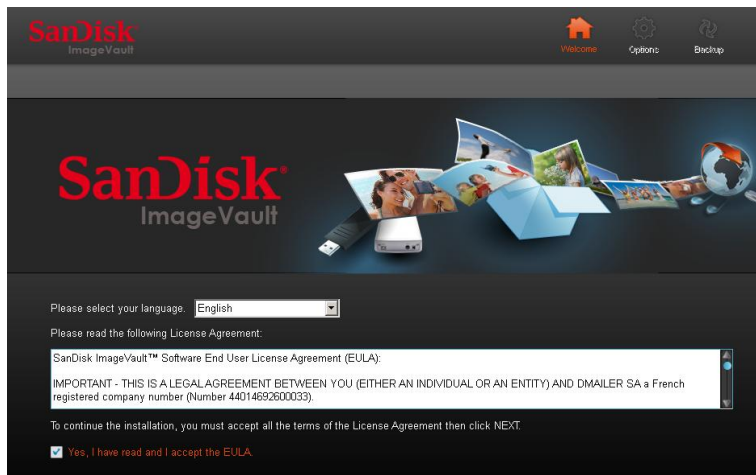 SanDisk
ImageVault
Welcome
Options
Backup
SanDisk®
ImageVault
Please select your language. English
Please read the following License Agreement:
SanDisk ImageVault™ Software End User License Agreement (EULA):
IMPORTANT - THIS IS A LEGAL AGREEMENT BETWEEN YOU (EITHER AN INDIVIDUAL OR AN ENTITY) AND DMAILER SA a French
registered company number (Number 44014692600033).
To continue the installation, you must accept all the terms of the License Agreement then click NEXT.
Yes, I have read and I accept the EULA.